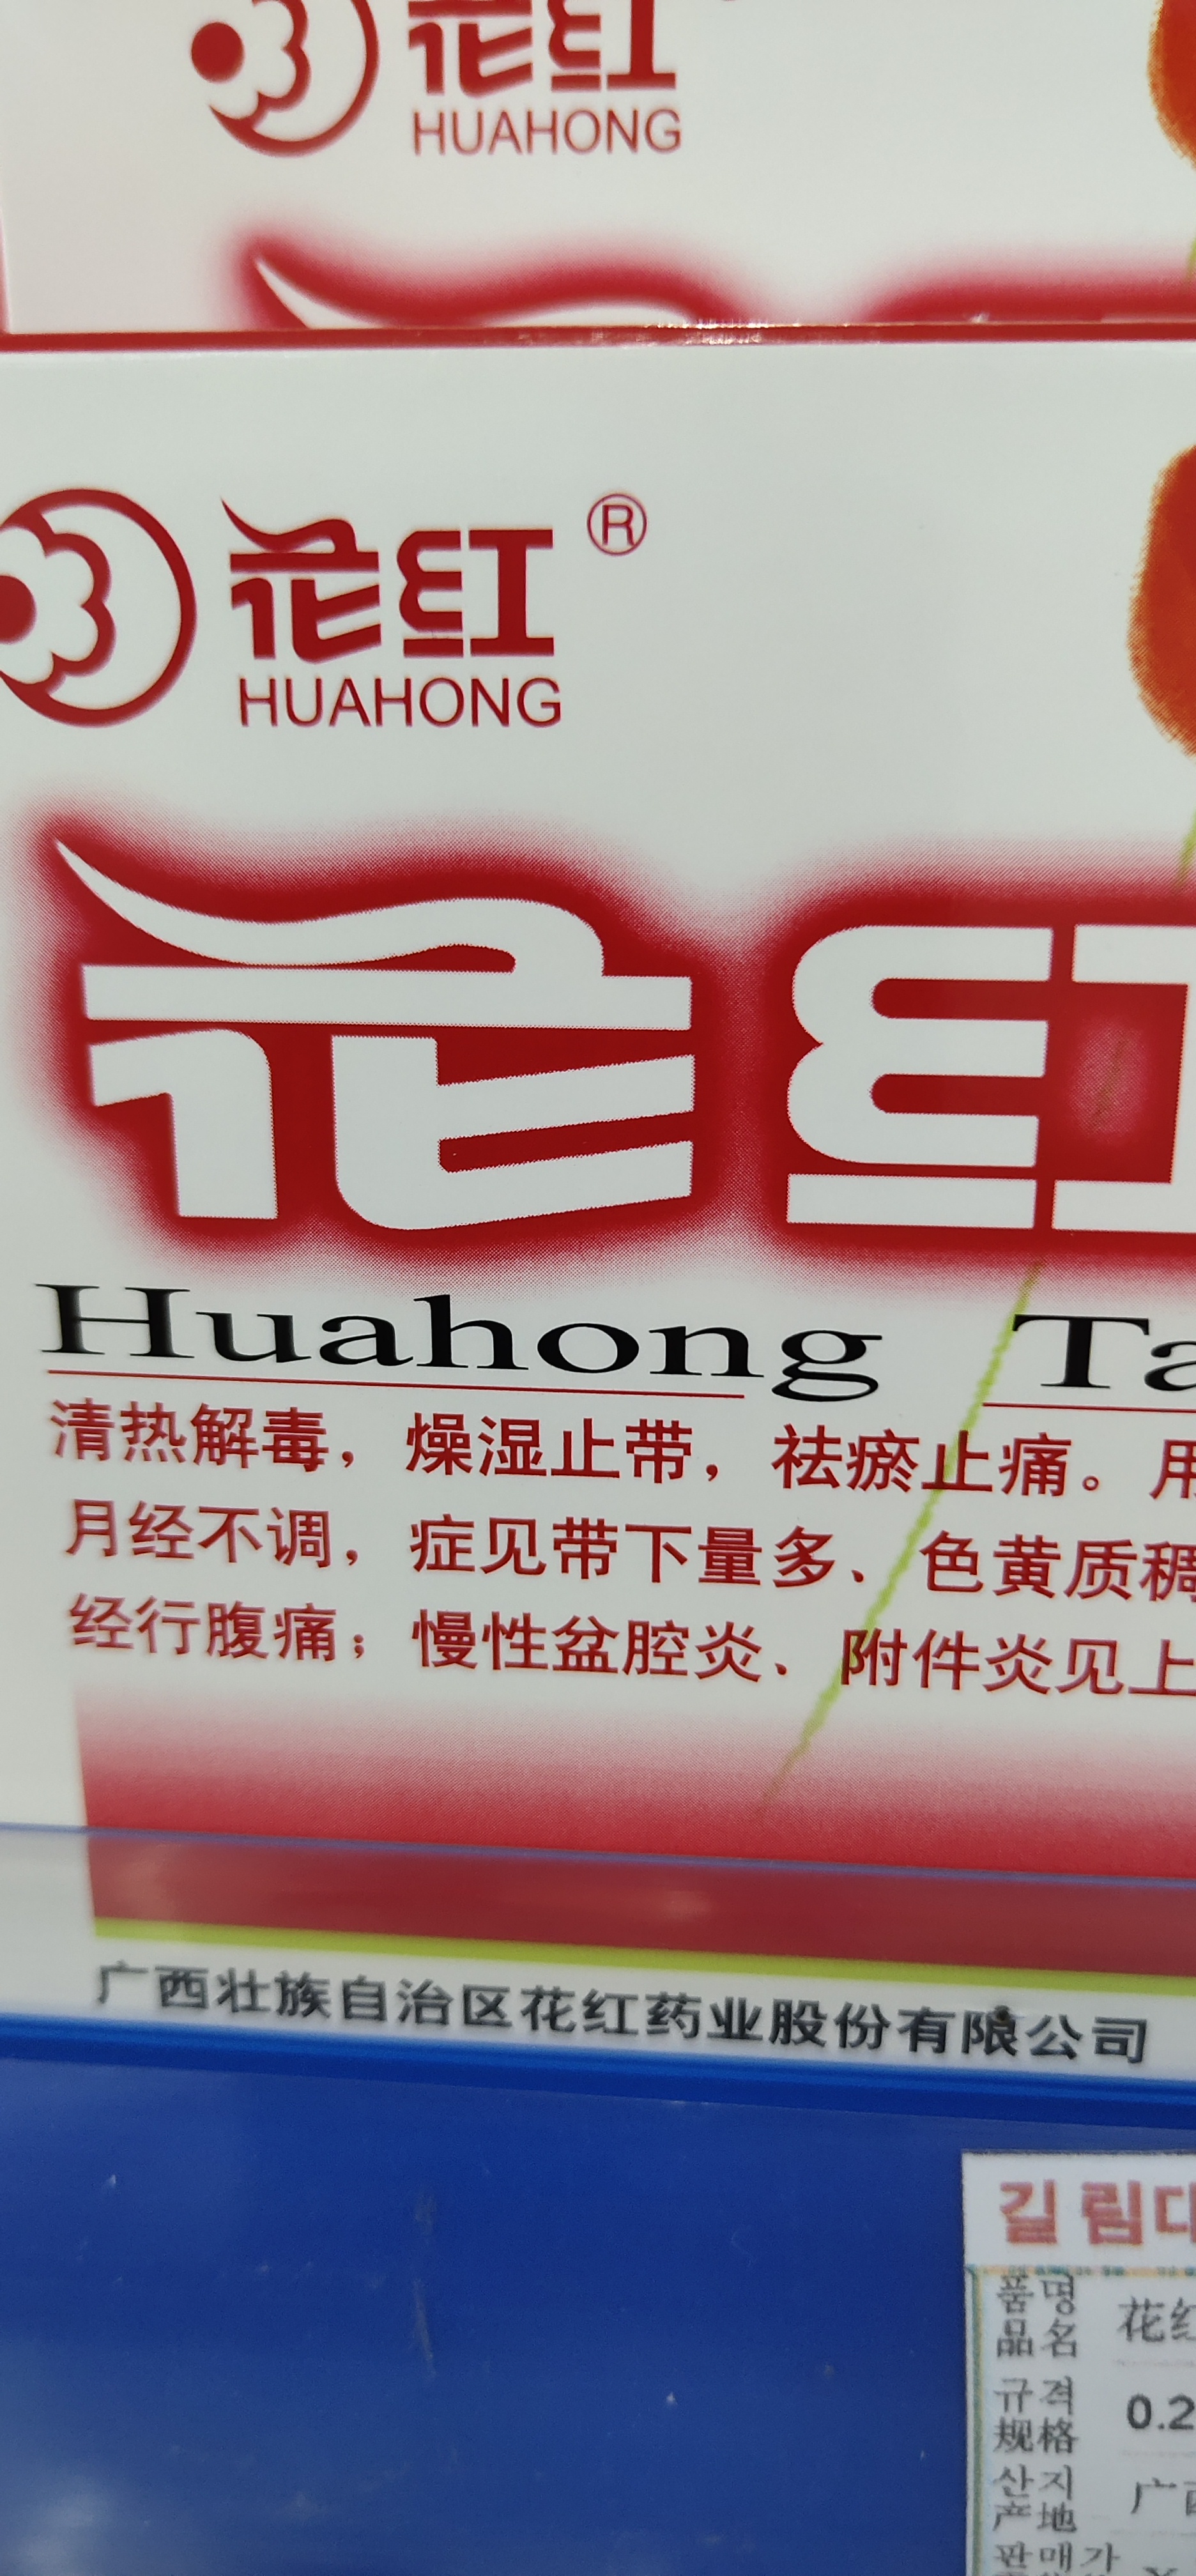 花红
HUAHONG
花红®
HUAHONG
花红
Huahong Ta
清热解毒，燥湿止带，祛瘀止痛。用
月经不调，症见带下量多、色黄质稠
经行腹痛；慢性盆腔炎、附件炎见上
广西壮族自治区花红药业股份有限公司
길림대
품명
品名 花红
규격
规格 0.2
산지
产地 广西
판매가